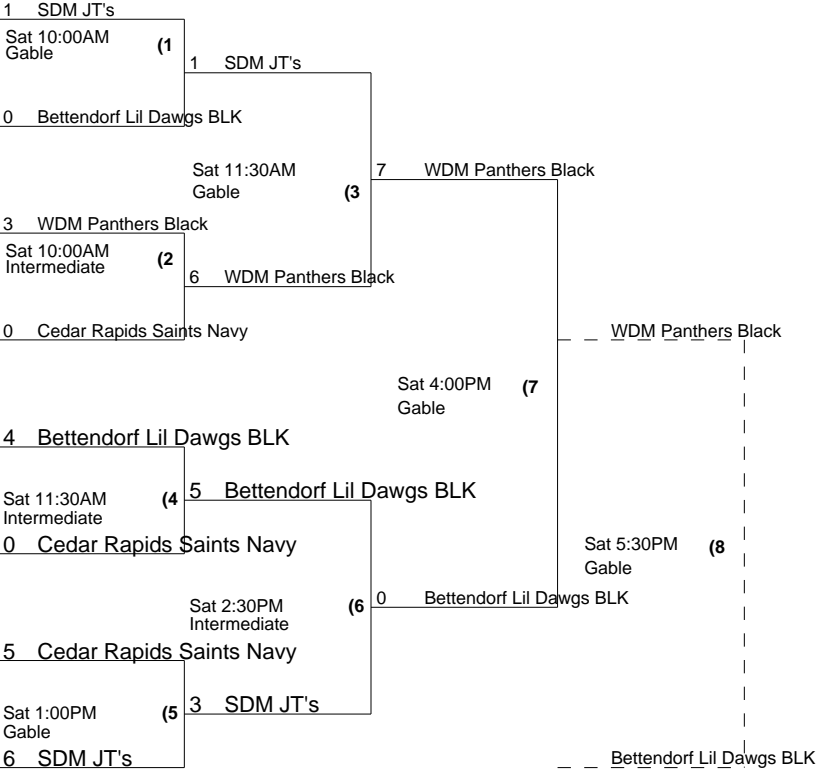 1 SDM JT's
Sat 10:00AM (1
Gable
1 SDM JT's
0 Bettendorf Lil Dawgs BLK
Sat 11:30AM
Gable (3
7 WDM Panthers Black
3 WDM Panthers Black
Sat 10:00AM (2
Intermediate
6 WDM Panthers Black
0 Cedar Rapids Saints Navy
WDM Panthers Black
Sat 4:00PM (7
Gable
4 Bettendorf Lil Dawgs BLK
5 Bettendorf Lil Dawgs BLK
Sat 11:30AM (4
Intermediate
0 Cedar Rapids Saints Navy
Sat 5:30PM (8
Gable
0 Bettendorf Lil Dawgs BLK
Sat 2:30PM (6
Intermediate
5 Cedar Rapids Saints Navy
3 SDM JT's
Sat 1:00PM (5
Gable
6 SDM JT's
Bettendorf Lil Dawgs BLK